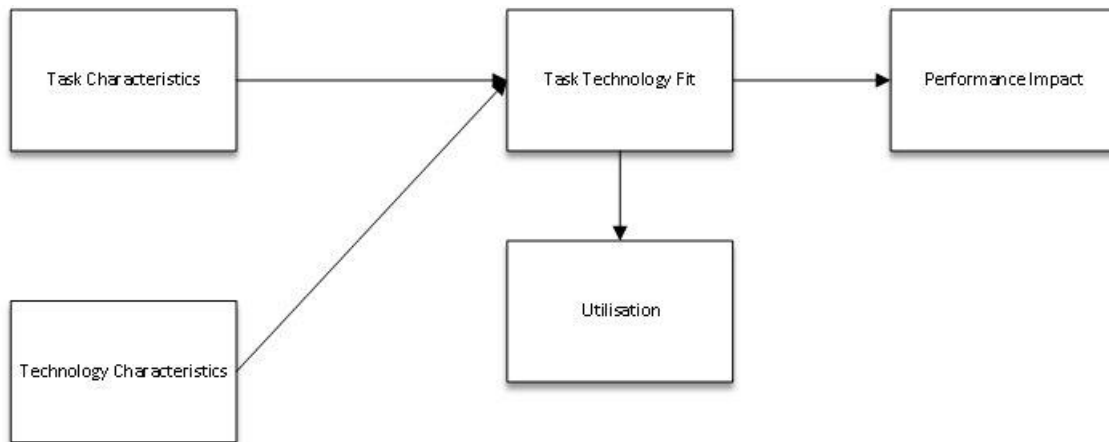 Task Characteristics
Task Technology Fit
Performance Impact
Utilisation
Technology Characteristics